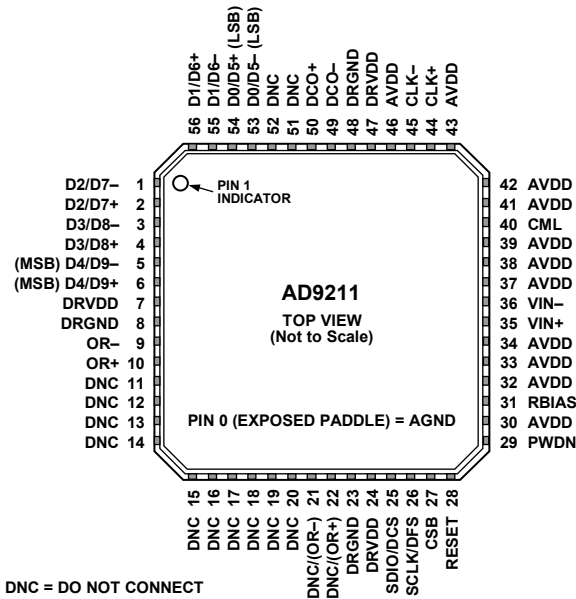 56 D1/D6+
55 D1/D6–
54 D0/D5+ (LSB)
53 D0/D5– (LSB)
52 DNC
51 DNC
50 DCO+
49 DCO–
48 DRGND
47 DRVDD
46 AVDD
45 CLK–
44 CLK+
43 AVDD
D2/D7– 1
D2/D7+ 2
D3/D8– 3
D3/D8+ 4
(MSB) D4/D9– 5
(MSB) D4/D9+ 6
DRVDD 7
DRGND 8
OR– 9
OR+ 10
DNC 11
DNC 12
DNC 13
DNC 14
PIN 1
INDICATOR
AD9211
TOP VIEW
(Not to Scale)
PIN 0 (EXPOSED PADDLE) = AGND
42 AVDD
41 AVDD
40 CML
39 AVDD
38 AVDD
37 AVDD
36 VIN–
35 VIN+
34 AVDD
33 AVDD
32 AVDD
31 RBIAS
30 AVDD
29 PWDN
DNC 15
DNC 16
DNC 17
DNC 18
DNC 19
DNC 20
DNC/(OR–) 21
DNC/(OR+) 22
DRGND 23
DRVDD 24
SDIO/DCS 25
SCLK/DFS 26
CSB 27
RESET 28
DNC = DO NOT CONNECT